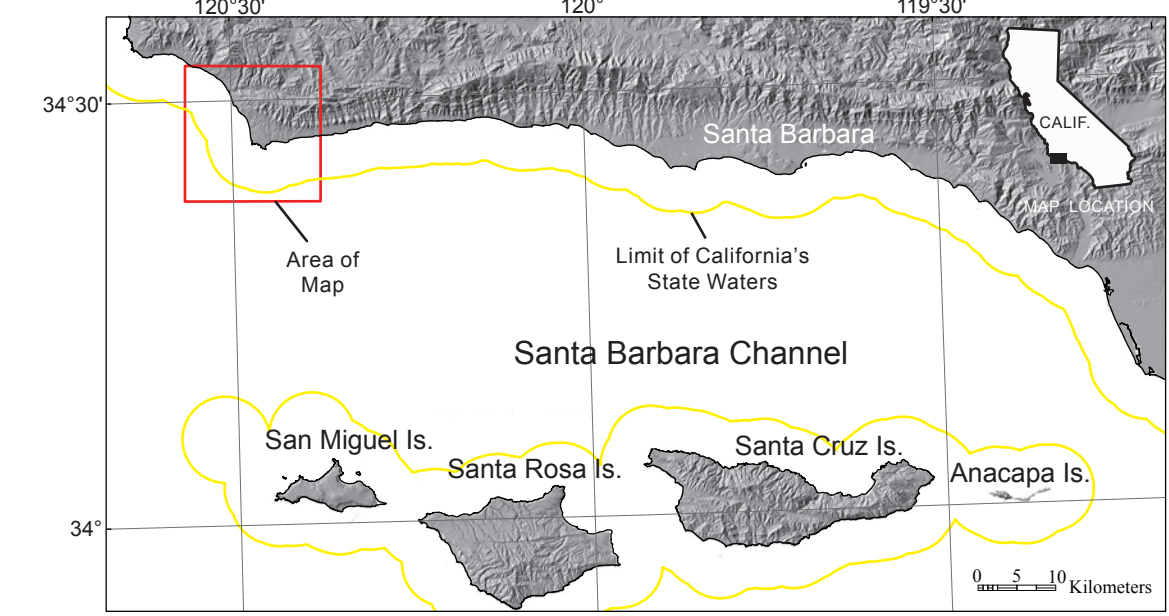 120°30'
120°
119°30'
34°30'
Santa Barbara
CALIF.
MAP LOCATION
Area of
Map
Limit of California's
State Waters
Santa Barbara Channel
San Miguel Is.
Santa Rosa Is.
Santa Cruz Is.
Anacapa Is.
34°
0 5 10 Kilometers